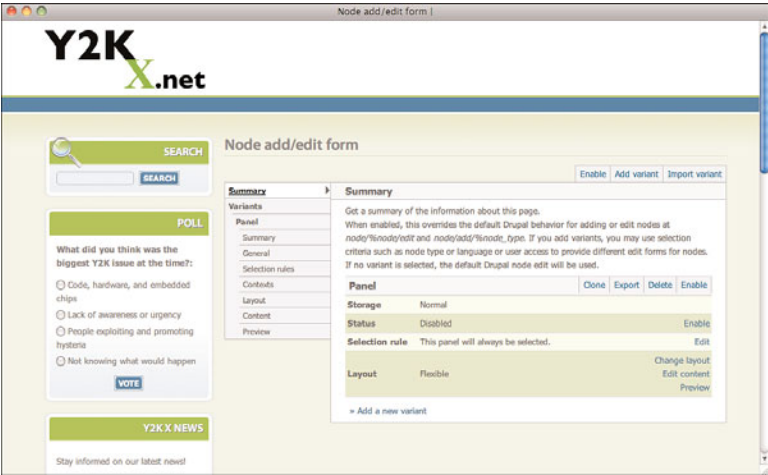 Node add/edit form |
Y2K
X.net
SEARCH
SEARCH
POLL
What did you think was the
biggest Y2K issue at the time?:
Code, hardware, and embedded
chips
Lack of awareness or urgency
People exploiting and promoting
hysteria
Not knowing what would happen
VOTE
Y2KX NEWS
Stay informed on our latest news!
Node add/edit form
Enable Add variant Import variant
Summary
Variants
Panel
Summary
General
Selection rules
Contexts
Layout
Content
Preview
Summary
Get a summary of the information about this page.
When enabled, this overrides the default Drupal behavior for adding or edit nodes at
node/%node/edit and node/add/%node_type. If you add variants, you may use selection
criteria such as node type or language or user access to provide different edit forms for nodes.
If no variant is selected, the default Drupal node edit will be used.
Panel Clone Export Delete Enable
Storage Normal
Status Disabled Enable
Selection rule This panel will always be selected. Edit
Change layout
Layout Flexible Edit content
Preview
» Add a new variant